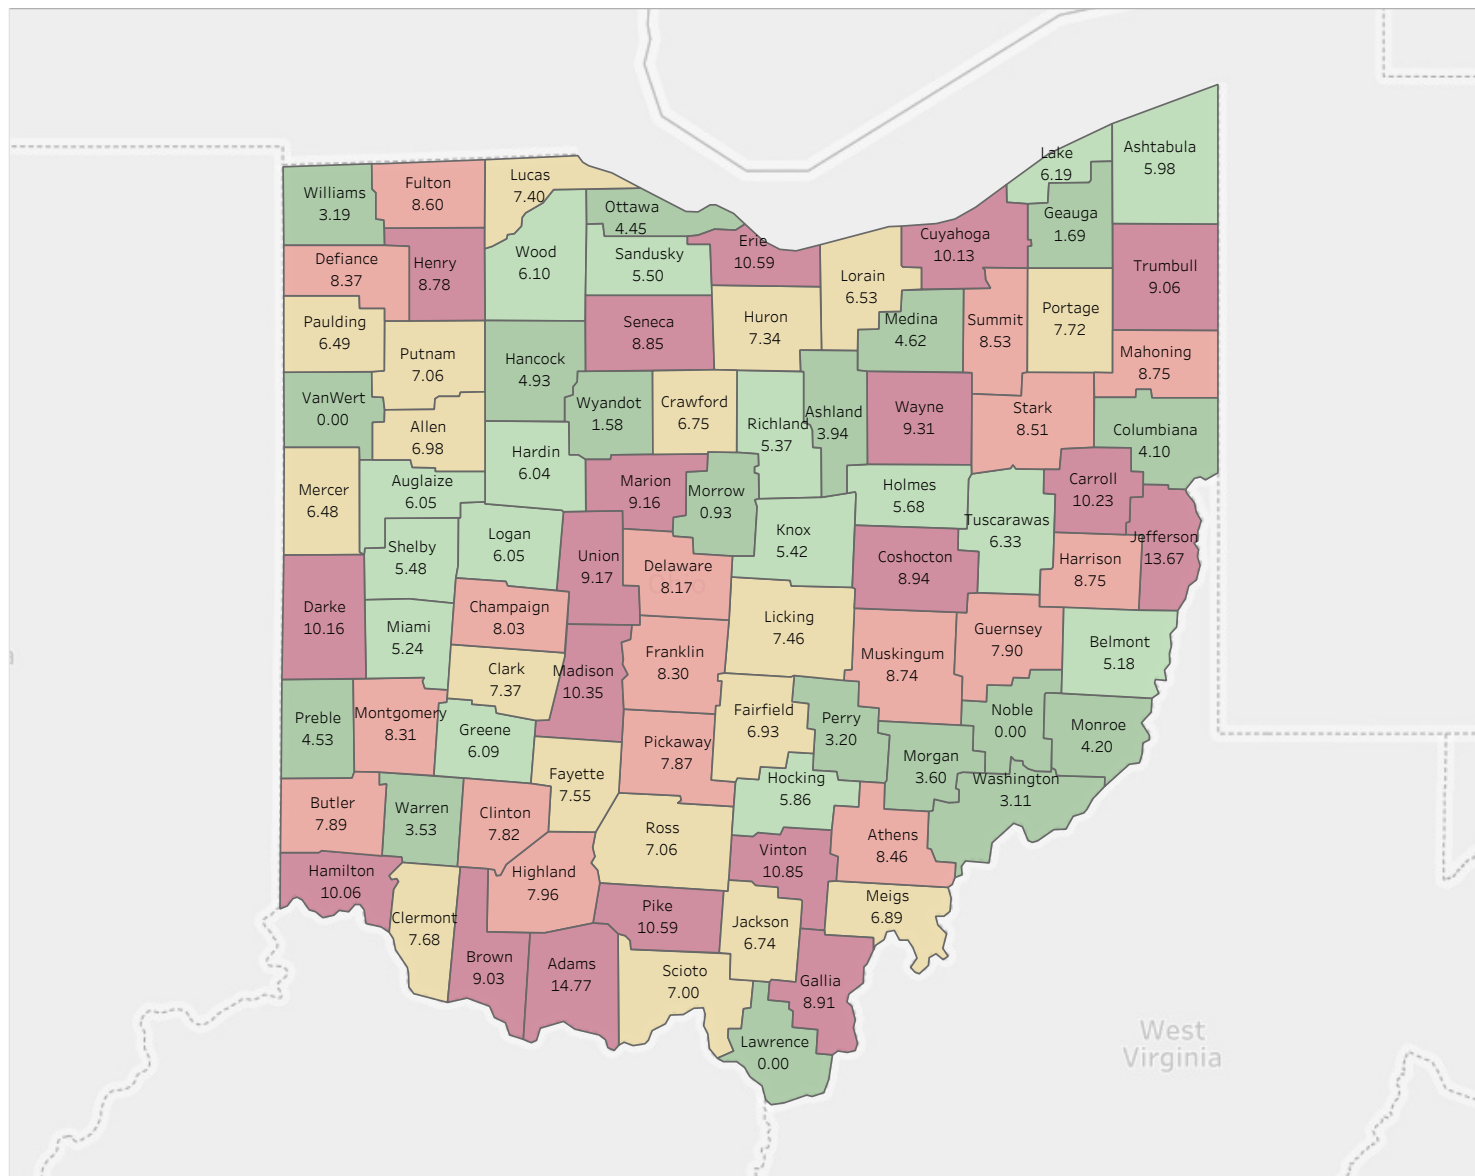 Lake
6.19
Ashtabula
5.98
Williams
3.19
Fulton
8.60
Lucas
7.40
Ottawa
4.45
Geauga
1.69
Cuyahoga
10.13
Erie
10.59
Wood
6.10
Sandusky
5.50
Defiance
8.37
Henry
8.78
Lorain
6.53
Trumbull
9.06
Paulding
6.49
Seneca
8.85
Huron
7.34
Medina
4.62
Summit
8.53
Portage
7.72
Putnam
7.06
Hancock
4.93
Mahoning
8.75
VanWert
0.00
Wyandot
1.58
Crawford
6.75
Richland
5.37
Ashland
3.94
Wayne
9.31
Stark
8.51
Allen
6.98
Columbiana
4.10
Hardin
6.04
Mercer
6.48
Auglaize
6.05
Marion
9.16
Morrow
0.93
Holmes
5.68
Carroll
10.23
Tuscarawas
6.33
Knox
5.42
Logan
6.05
Shelby
5.48
Union
9.17
Delaware
8.17
Coshocton
8.94
Harrison
8.75
Jefferson
13.67
Darke
10.16
Champaign
8.03
Miami
5.24
Licking
7.46
Guernsey
7.90
Belmont
5.18
Clark
7.37
Madison
10.35
Franklin
8.30
Muskingum
8.74
Preble
4.53
Montgomery
8.31
Greene
6.09
Fairfield
6.93
Perry
3.20
Noble
0.00
Monroe
4.20
Pickaway
7.87
Morgan
3.60
Fayette
7.55
Hocking
5.86
Washington
3.11
Butler
7.89
Warren
3.53
Clinton
7.82
Ross
7.06
Athens
8.46
Vinton
10.85
Hamilton
10.06
Highland
7.96
Meigs
6.89
Clermont
7.68
Pike
10.59
Jackson
6.74
Brown
9.03
Adams
14.77
Scioto
7.00
Gallia
8.91
Lawrence
0.00
West
Virginia